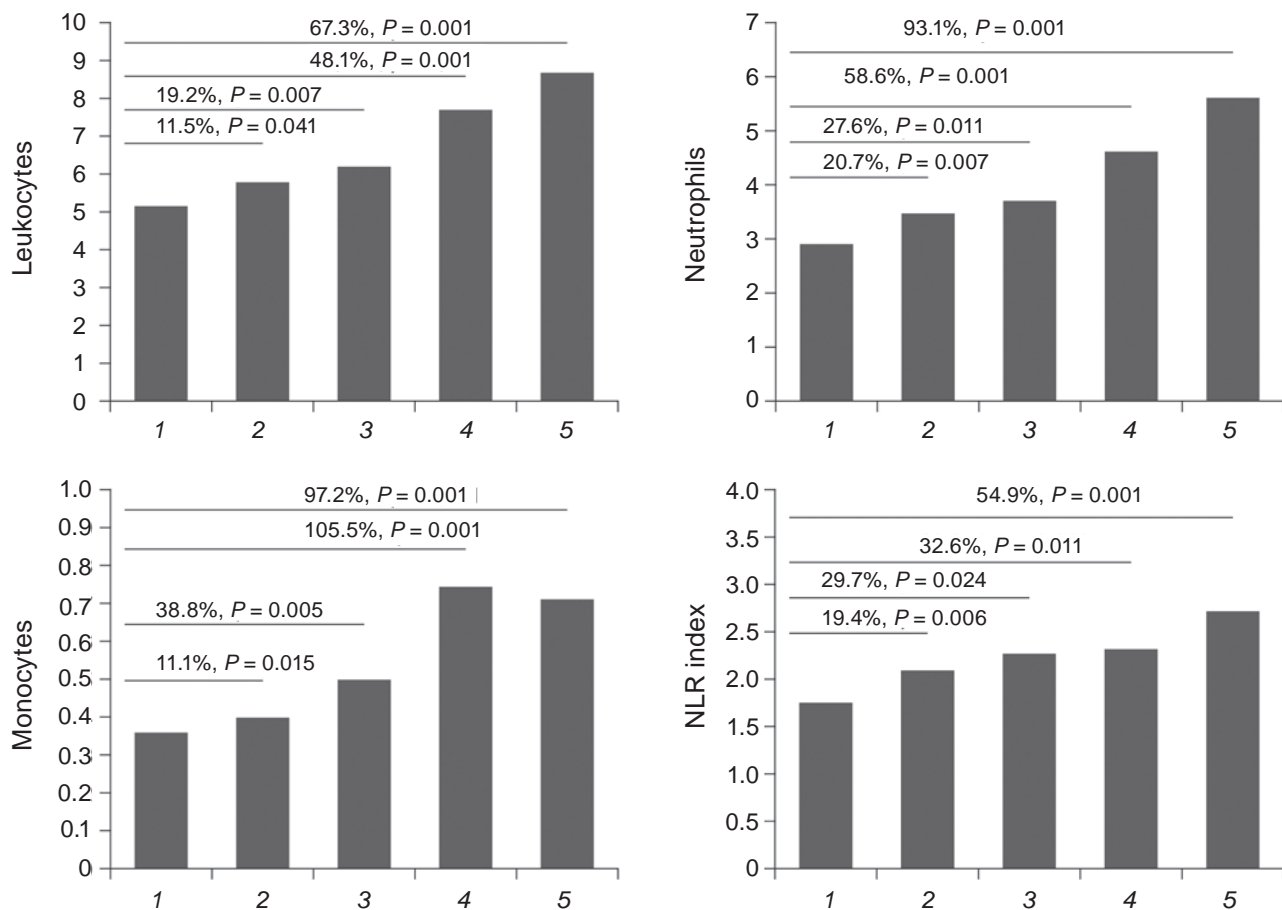 10
9
8
7
6
5
4
3
2
1
0
Leukocytes
67.3%, P = 0.001
48.1%, P = 0.001
19.2%, P = 0.007
11.5%, P = 0.041
1 2 3 4 5
7
6
5
4
3
2
1
0
Neutrophils
93.1%, P = 0.001
58.6%, P = 0.001
27.6%, P = 0.011
20.7%, P = 0.007
1 2 3 4 5
1.0
0.9
0.8
0.7
0.6
0.5
0.4
0.3
0.2
0.1
0
Monocytes
97.2%, P = 0.001
105.5%, P = 0.001
38.8%, P = 0.005
11.1%, P = 0.015
1 2 3 4 5
4.0
3.5
3.0
2.5
2.0
1.5
1.0
0.5
0
NLR index
54.9%, P = 0.001
32.6%, P = 0.011
29.7%, P = 0.024
19.4%, P = 0.006
1 2 3 4 5